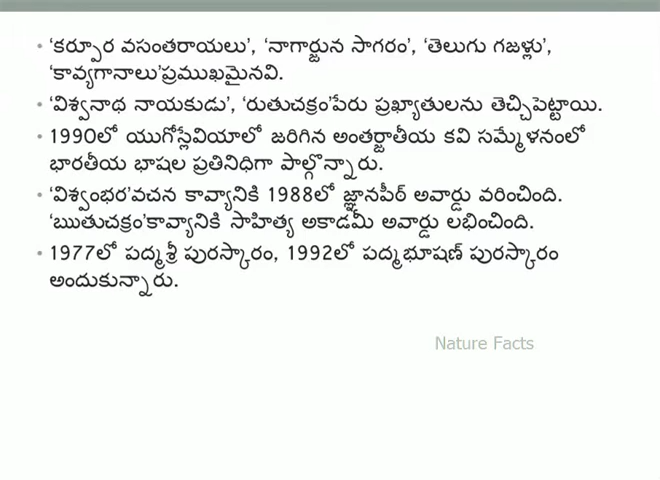 • ‘కర్పూర వసంతరాయలు’, ‘నాగార్జున సాగరం’, ‘తెలుగు గజళ్లు’,
‘కావ్యగానాలు’ప్రముఖమైనవి.
• ‘విశ్వనాథ నాయకుడు’, ‘రుతుచక్రం’పేరు ప్రఖ్యాతులను తెచ్చిపెట్టాయి.
• 1990లో యుగోస్లేవియాలో జరిగిన అంతర్జాతీయ కవి సమ్మేళనంలో
భారతీయ భాషల ప్రతినిధిగా పాల్గొన్నారు.
• ‘విశ్వంభర’వచన కావ్యానికి 1988లో జ్ఞానపీఠ్ అవార్డు వరించింది.
‘ఋతుచక్రం’కావ్యానికి సాహిత్య అకాడమీ అవార్డు లభించింది.
• 1977లో పద్మశ్రీ పురస్కారం, 1992లో పద్మభూషణ్ పురస్కారం
అందుకున్నారు.
Nature Facts